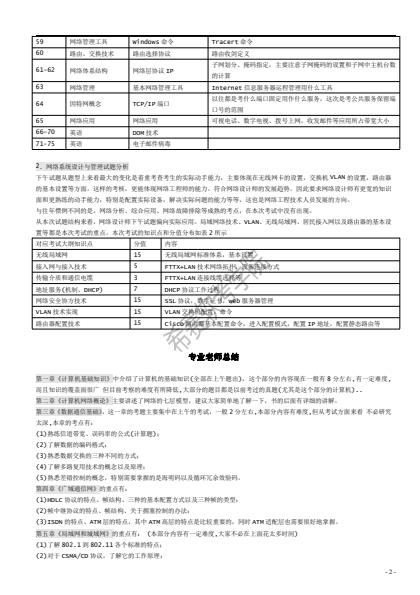 59 网络管理工具 Windows 命令 Tracert 命令
60 路由、交换技术 路由选择协议 路由收则定义
61-62 网络体系结构 网络层协议 IP 子网划分、掩码指定，主要注意子网掩码的设置和子网中主机台数的计算
63 网络管理 基本网络管理工具 Internet 信息服务器远程管理用什么工具
64 因特网概念 TCP/IP 端口 以往都是考什么端口固定用作什么服务，这次是考公共服务保留端口号的范围
65 网络应用 网络应用 可视电话、数字电视、拨号上网，收发邮件等应用所占带宽大小
66-70 英语 DOM 技术
71-75 英语 电子邮件病毒
2、网络系统设计与管理试题分析
下午试题从题型上来看最大的变化是着重考查考生的实际动手能力，主要体现在无线网卡的设置，交换机 VLAN 的设置，路由器
的基本设置等方面，这样的考核，更能体现网络工程师的能力，符合网络设计师的发展趋势。因此要求网络设计师有更宽的知识
面和更熟练的动手能力，特别是配置实际设备，解决实际问题的能力等等，这也是网络工程技术人员发展的方向。
与往年惯例不同的是，网络分析、综合应用、网络故障排除等成熟的考点，在本次考试中没有出现。
从本次试题结构来看，网络设计师下午试题偏向实际应用，局域网络技术、VLAN、无线局域网、居民接入网以及路由器的基本设
置等都是本次考试的重点。本次考试的知识点和分值分布如表 2 所示
对应考试大纲知识点 分值 内容
无线局域网 15 无线局域网标准体系，基本设置
接入网与接入技术 5 FTTX+LAN 技术网络拓扑、设备连接方式
传输介质和通信电缆 3 FTTX+LAN 连接线缆选择等
地址服务(机制、DHCP) 7 DHCP 协议工作过程
网络安全协方技术 15 SSL 协议、数字证书、web 服务器管理
VLAN 技术实现 15 VLAN 交换机配置，命令
路由器配置技术 15 Cisco 路由器基本配置命令，进入配置模式，配置 IP 地址，配置静态路由等
专业老师总结
第一章《计算机基础知识》中介绍了计算机的基础知识(全部在上午题出)。这个部分的内容现在一般有 8 分左右,有一定难度,
而且知识的覆盖面很广 但目前考察的难度有所降低,大部分的题目都是以前考过的真题(尤其是这个部分的计算机)..
第二章《计算机网络概论》主要讲述了网络的七层模型，建议大家简单地了解一下，书的后面有详细的讲解。
第三章《数据通信基础》，这一章的考题主要集中在上午的考试，一般 2 分左右,本部分内容有难度,但从考试方面来看 不必研究
太深,本章的考点有：
(1)熟练信道带宽、误码率的公式(计算题)；
(2)了解数据的编码格式；
(3)熟悉数据交换的三种不同的方式；
(4)了解多路复用技术的概念以及原理；
(5)熟悉差错控制的概念，特别需要掌握的是海明码以及循环冗余效验码。
第四章《广域通信网》的重点有：
(1)HDLC 协议的特点、帧结构、三种的基本配置方式以及三种帧的类型；
(2)帧中继协议的特点、帧结构、关于拥塞控制的办法；
(3)ISDN 的特点、ATM 层的特点，其中 ATM 高层的特点是比较重要的，同时 ATM 适配层也需要很好地掌握。
第五章《局域网和城域网》的重点有： (本部分内容有一定难度,大家不必在上面花太多时间)
(1)了解 802.1 到 802.11 各个标准的特点；
(2)对于 CSMA/CD 协议，了解它的工作原理；
- 2 -